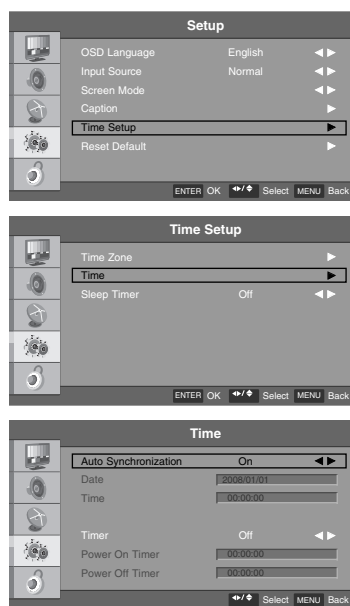 Setup
OSD Language English
Input Source Normal
Screen Mode
Caption
Time Setup
Reset Default
ENTER OK Select MENU Back
Time Setup
Time Zone
Time
Sleep Timer Off
ENTER OK Select MENU Back
Time
Auto Synchronization On
Date 2008/01/01
Time 00:00:00
Timer Off
Power On Timer 00:00:00
Power Off Timer 00:00:00
Select MENU Back